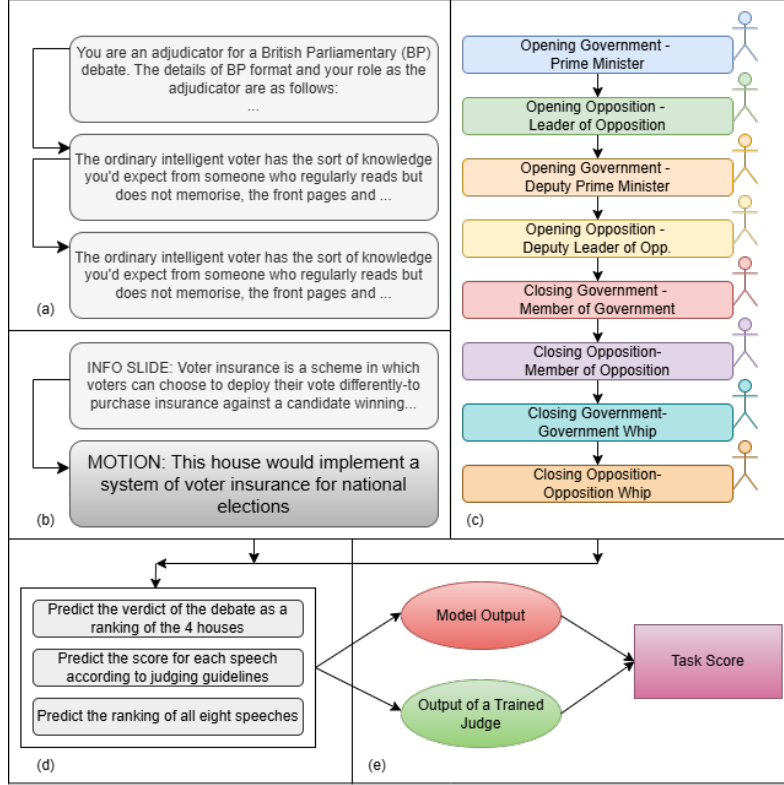 You are an adjudicator for a British Parliamentary (BP)
debate. The details of BP format and your role as the
adjudicator are as follows:
...
The ordinary intelligent voter has the sort of knowledge
you'd expect from someone who regularly reads but
does not memorise, the front pages and ...
The ordinary intelligent voter has the sort of knowledge
you'd expect from someone who regularly reads but
does not memorise, the front pages and ...
(a)
INFO SLIDE: Voter insurance is a scheme in which
voters can choose to deploy their vote differently-to
purchase insurance against a candidate winning...
MOTION: This house would implement a
system of voter insurance for national
elections
(b)
Opening Government -
Prime Minister
Opening Opposition -
Leader of Opposition
Opening Government -
Deputy Prime Minister
Opening Opposition -
Deputy Leader of Opp.
Closing Government -
Member of Government
Closing Opposition-
Member of Opposition
Closing Government-
Government Whip
Closing Opposition-
Opposition Whip
(c)
Predict the verdict of the debate as a
ranking of the 4 houses
Predict the score for each speech
according to judging guidelines
Predict the ranking of all eight speeches
(d)
Model Output
Output of a Trained
Judge
Task Score
(e)